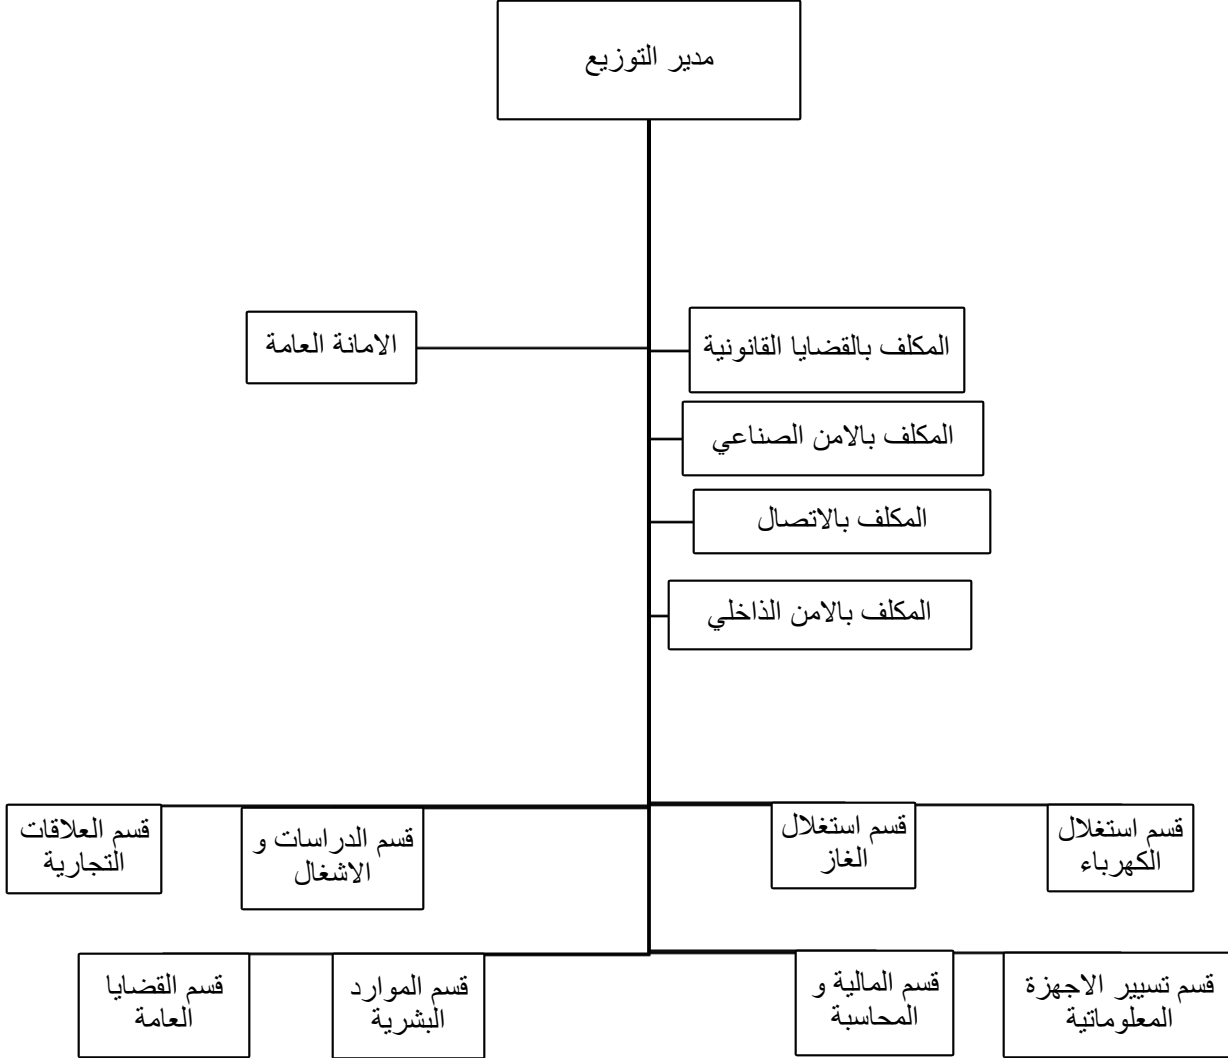 مدير التوزيع
المكلف بالقضايا القانونية
الامانة العامة
المكلف بالامن الصناعي
المكلف بالاتصال
المكلف بالامن الذاخلي
قسم استغلال
الكهرباء
قسم استغلال
الغاز
قسم الدراسات و
الاشغال
قسم العلاقات
التجارية
قسم تسيير الاجهزة
المعلوماتية
قسم المالية و
المحاسبة
قسم الموارد
البشرية
قسم القضايا
العامة